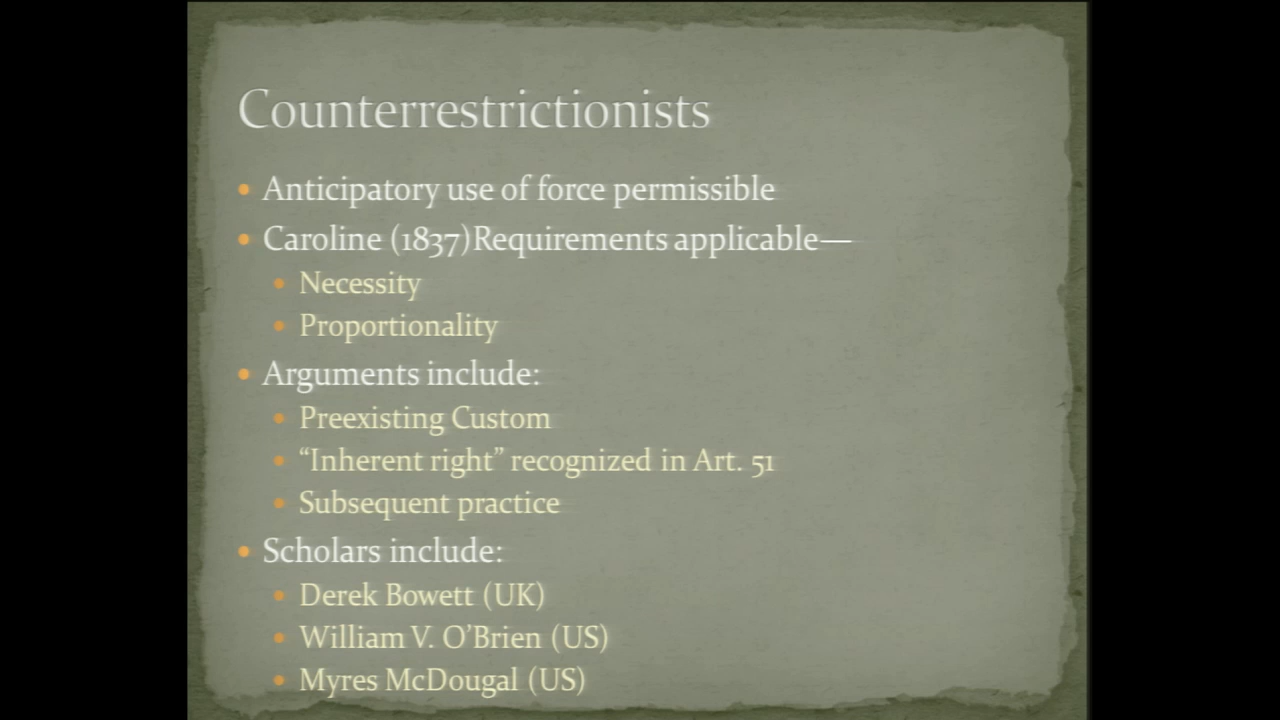 Counterrestrictionists
• Anticipatory use of force permissible
• Caroline (1837)Requirements applicable—
• Necessity
• Proportionality
• Arguments include:
• Preexisting Custom
• “Inherent right” recognized in Art. 51
• Subsequent practice
• Scholars include:
• Derek Bowett (UK)
• William V. O’Brien (US)
• Myres McDougal (US)